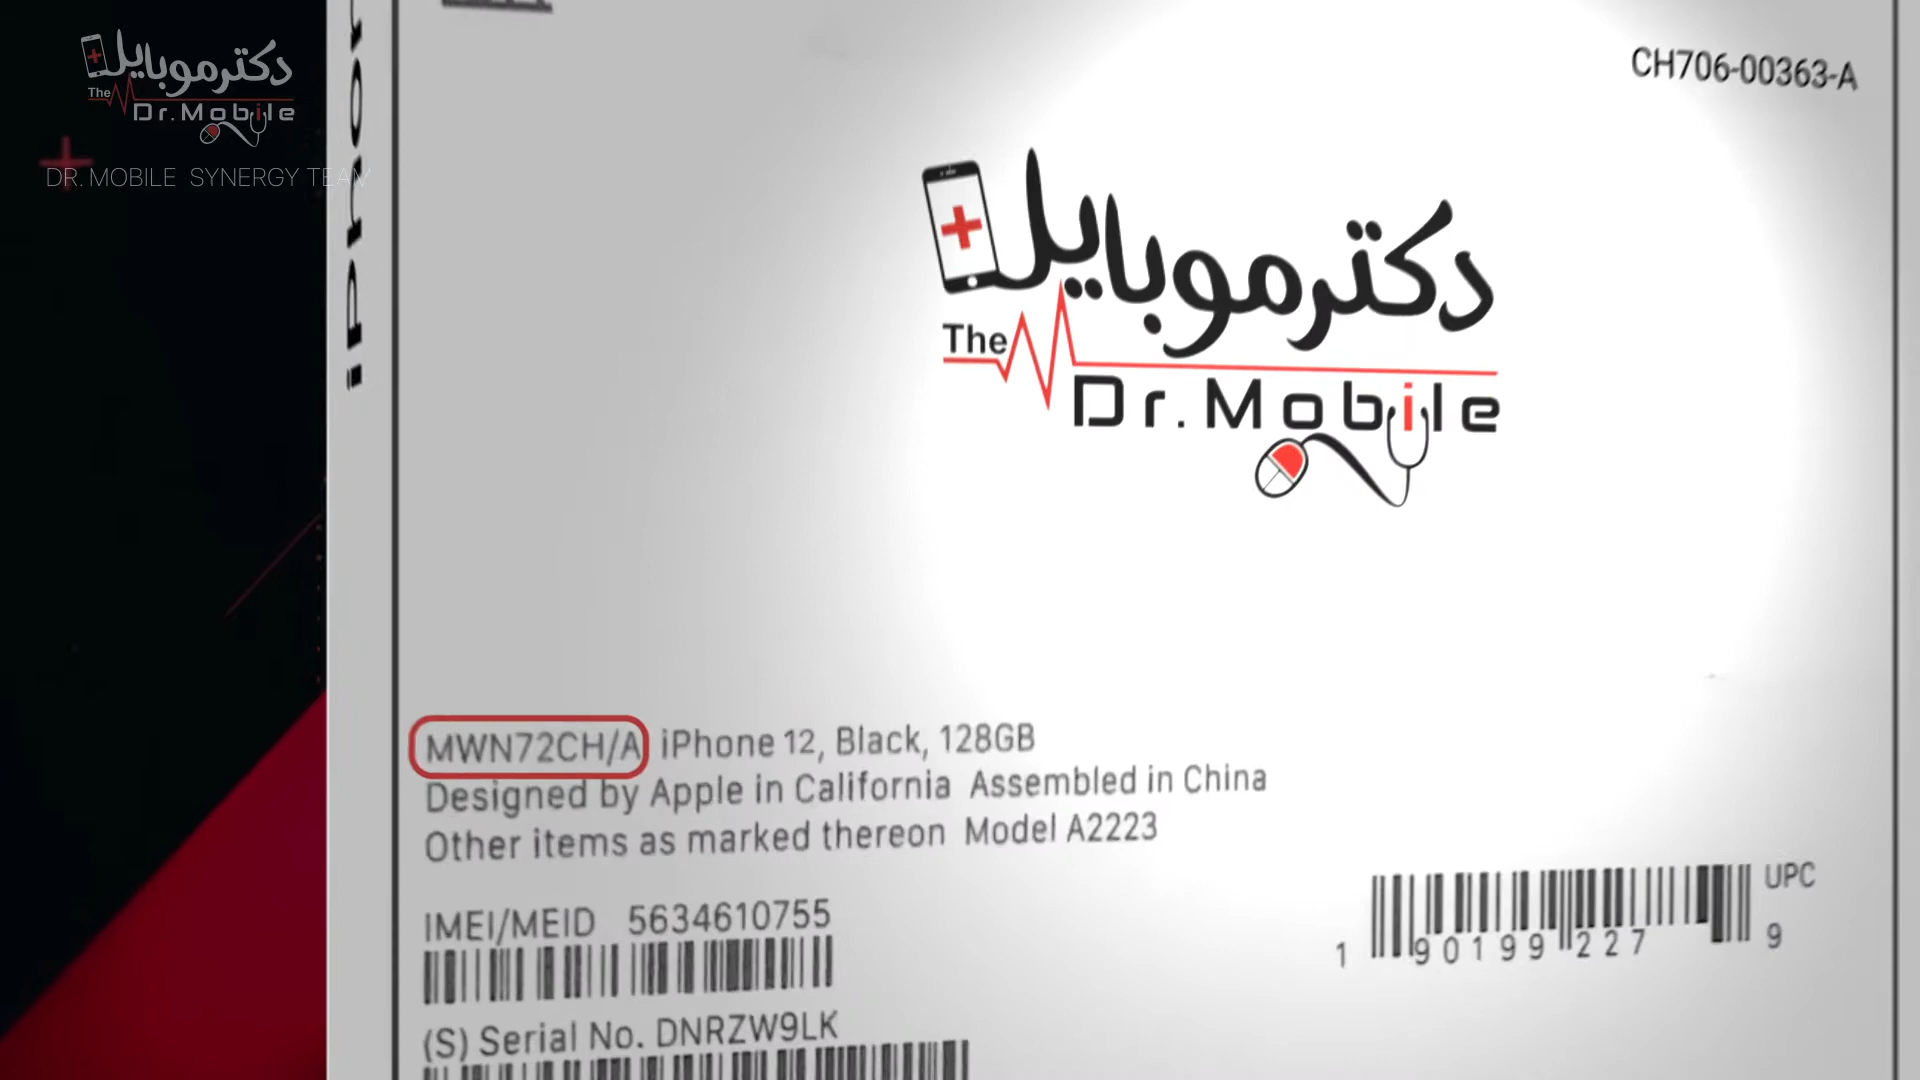 دکترموبایل
The
Dr.Mobile
DR. MOBILE SYNERGY TEAM
CH706-00363-A
دکترموبایل
The
Dr.Mobile
MWN72CH/A iPhone 12, Black, 128GB
Designed by Apple in California Assembled in China
Other items as marked thereon Model A2223
IMEI/MEID 5634610755
UPC
1 90199 227 9
(S) Serial No. DNRZW9LK